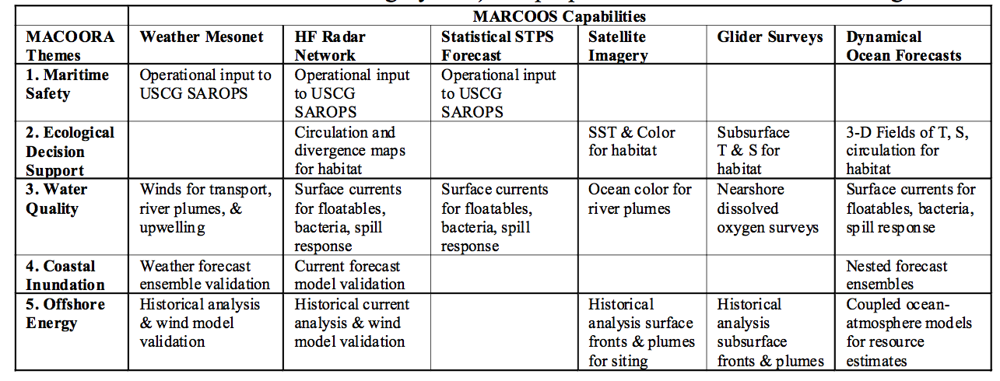 MARCOOS Capabilities
MACOORA
Themes
Weather Mesonet
HF Radar
Network
Statistical STPS
Forecast
Satellite
Imagery
Glider Surveys
Dynamical
Ocean Forecasts
1. Maritime
Safety
Operational input to
USCG SAROPS
Operational input
to USCG
SAROPS
Operational input
to USCG
SAROPS
2. Ecological
Decision
Support
Circulation and
divergence maps
for habitat
SST & Color
for habitat
Subsurface
T & S for
habitat
3-D Fields of T, S,
circulation for
habitat
3. Water
Quality
Winds for transport,
river plumes, &
upwelling
Surface currents
for floatables,
bacteria, spill
response
Surface currents
for floatables,
bacteria, spill
response
Ocean color for
river plumes
Nearshore
dissolved
oxygen surveys
Surface currents for
floatables, bacteria,
spill response
4. Coastal
Inundation
Weather forecast
ensemble validation
Current forecast
model validation
Nested forecast
ensembles
5. Offshore
Energy
Historical analysis
& wind model
validation
Historical current
analysis & wind
model validation
Historical
analysis surface
fronts & plumes
for siting
Historical
analysis
subsurface
fronts & plumes
Coupled ocean-
atmosphere models
for resource
estimates